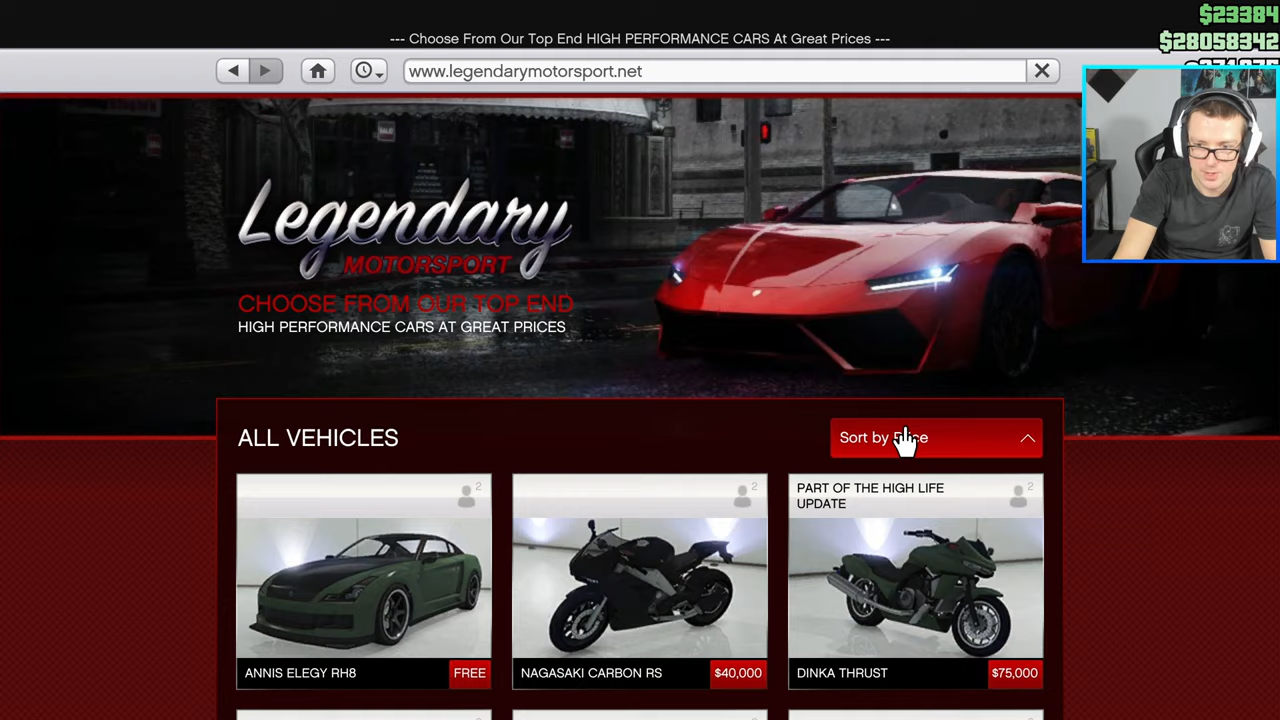 $23384
--- Choose From Our Top End HIGH PERFORMANCE CARS At Great Prices ---
$28058342
www.legendarymotorsport.net
Legendary
MOTORSPORT
CHOOSE FROM OUR TOP END
HIGH PERFORMANCE CARS AT GREAT PRICES
ALL VEHICLES
Sort by
2
2
PART OF THE HIGH LIFE
UPDATE
2
ANNIS ELEGY RH8
FREE
NAGASAKI CARBON RS
$40,000
DINKA THRUST
$75,000